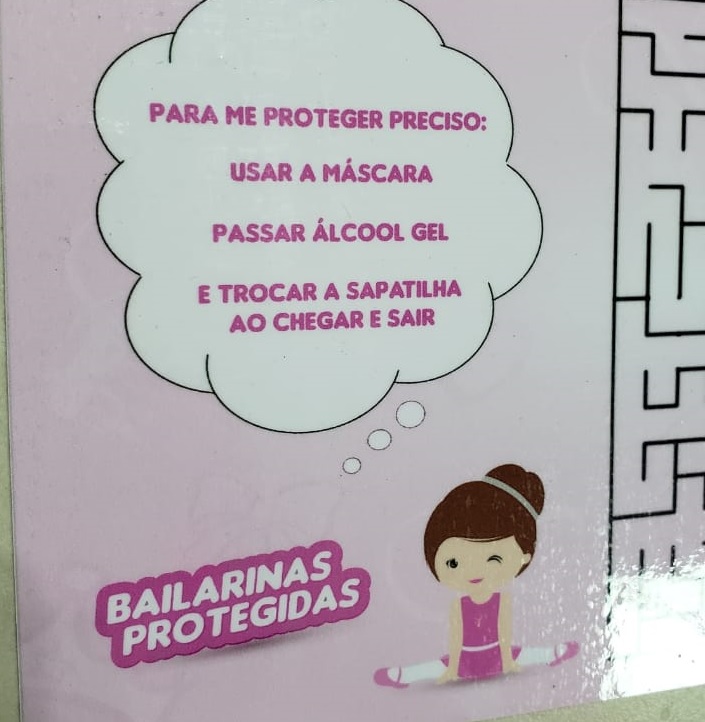 PARA ME PROTEGER PRECISO:
USAR A MÁSCARA
PASSAR ÁLCOOL GEL
E TROCAR A SAPATILHA
AO CHEGAR E SAIR
BAILARINAS
PROTEGIDAS